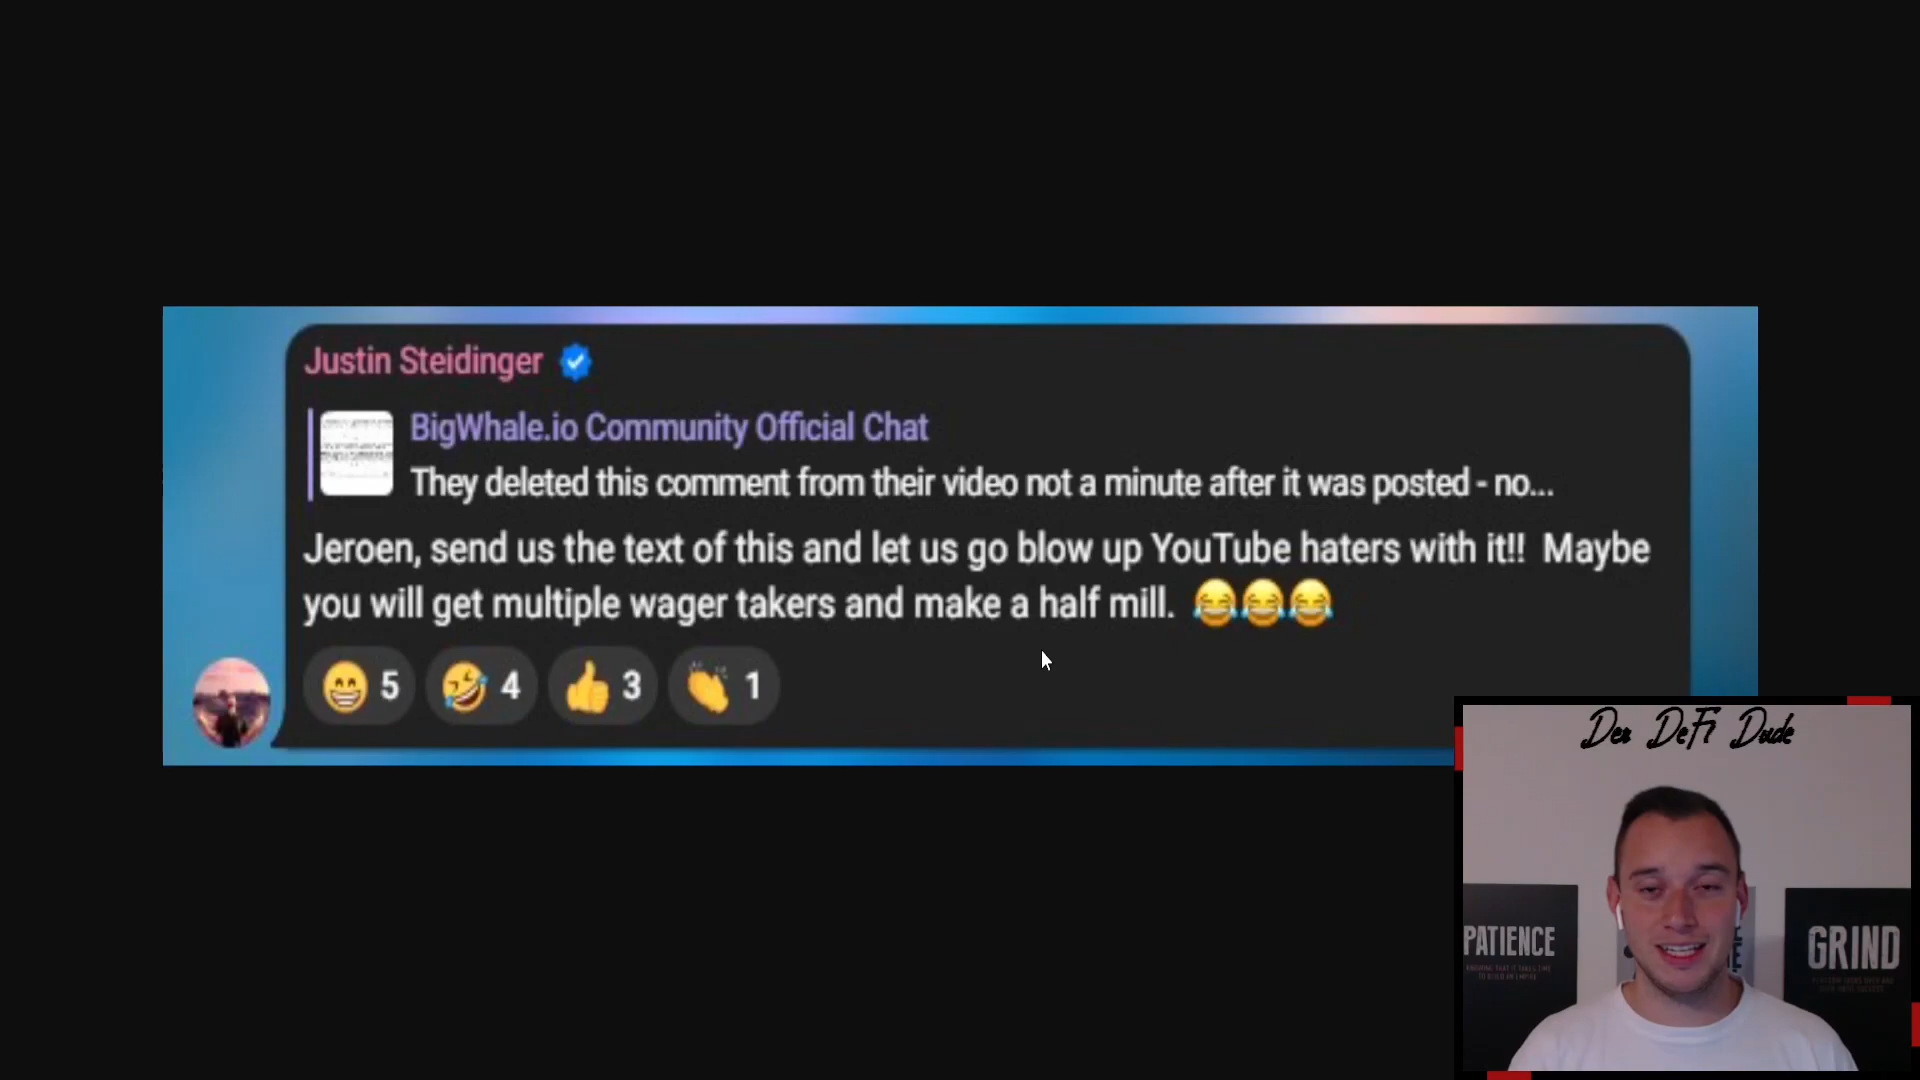 Justin Steidinger
BigWhale.io Community Official Chat
They deleted this comment from their video not a minute after it was posted - no...
Jeroen, send us the text of this and let us go blow up YouTube haters with it!! Maybe
you will get multiple wager takers and make a half mill. 😂😂😂
😁 5 🤣 4 👍 3 👏 1
Dex DeFi Dude
PATIENCE
GRIND